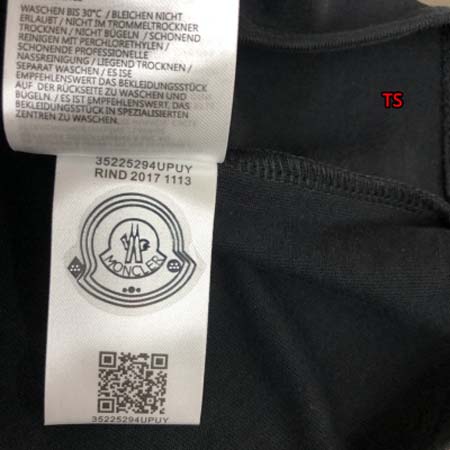 WASCHEN BIS 30°C / BLEICHEN NICHT
ERLAUBT / NICHT IM TROMMELTROCKNER
TROCKNEN / NICHT BÜGELN / SCHONEND
REINIGEN MIT PERCHLORETHYLEN /
SCHONENDE PROFESSIONELLE
NASSREINIGUNG / LIEGEND TROCKNEN /
SEPARAT WASCHEN / ES ISE
EMPFEHLENSWERT DAS BEKLEIDUNGSSTÜCK
AUF DER RÜCKSEITE ZU WASCHEN UND
BÜGELN. / ES IST EMPFEHLENSWERT, DAS
BEKLEIDUNGSSTÜCK IN SPEZIALISIERTEN
ZENTREN ZU WASCHEN.
TS
35225294UPUY
RIND 2017 1113
MONCLER
35225294UPUY